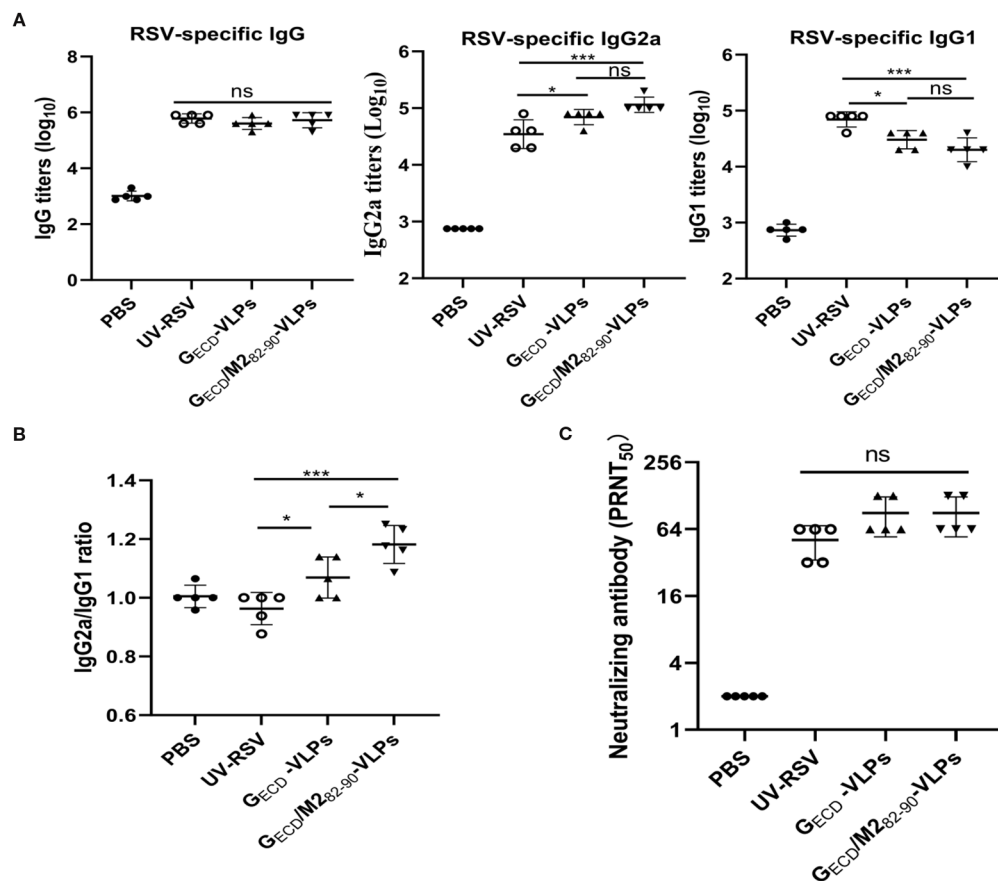 A
RSV-specific IgG
IgG titers (log10)
8
6
4
2
0
ns
PBS
UV-RSV
GECD-VLPs
GECD/M282-90-VLPs
RSV-specific IgG2a
IgG2a titers (Log10)
6
5
4
3
2
***
ns
*
PBS
UV-RSV
GECD -VLPs
GECD/M282-90-VLPs
RSV-specific IgG1
IgG1 titers (log10)
6
5
4
3
2
***
*
ns
PBS
UV-RSV
GECD -VLPs
GECD/M282-90-VLPs
B
IgG2a/IgG1 ratio
1.4
1.2
1.0
0.8
0.6
***
*
*
PBS
UV-RSV
GECD -VLPs
GECD/M282-90-VLPs
C
Neutralizing antibody (PRNT50)
256
64
16
4
1
ns
PBS
UV-RSV
GECD -VLPs
GECD/M282-90-VLPs